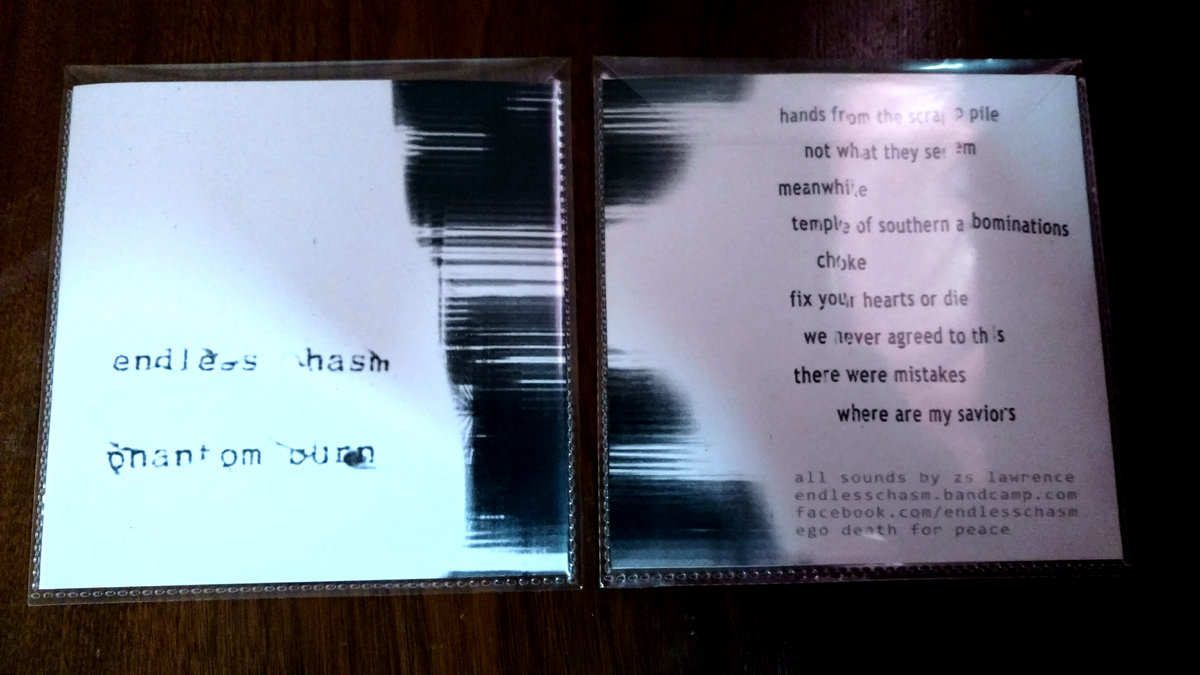 endless chasm
phantom burn
hands from the scrap pile
not what they seem
meanwhile
temple of southern abominations
choke
fix your hearts or die
we never agreed to this
there were mistakes
where are my saviors
all sounds by zs lawrence
endlesschasm.bandcamp.com
facebook.com/endlesschasm
ego death for peace